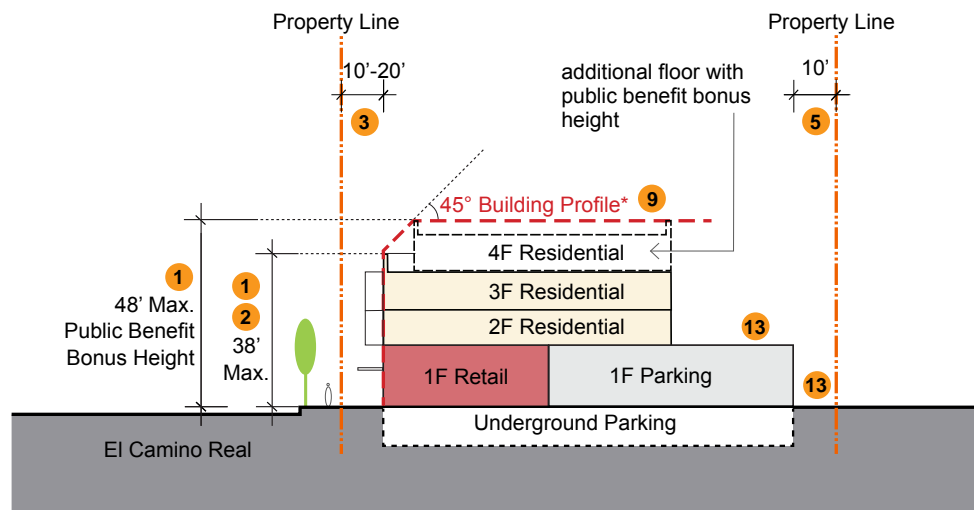 Property Line
Property Line
10’-20’
10’
3
5
additional floor with
public benefit bonus
height
45° Building Profile*
9
4F Residential
3F Residential
2F Residential
1
48’ Max.
Public Benefit
Bonus Height
1
2
38’
Max.
13
1F Retail
1F Parking
13
Underground Parking
El Camino Real